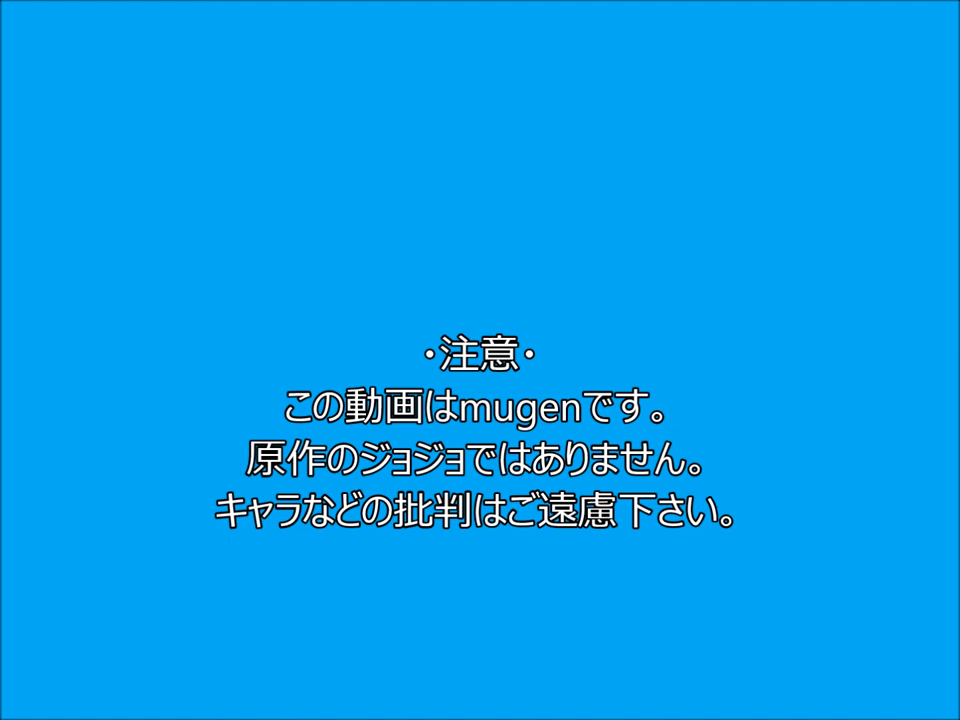 ・注意・
この動画はmugenです。
原作のジョジョではありません。
キャラなどの批判はご遠慮下さい。